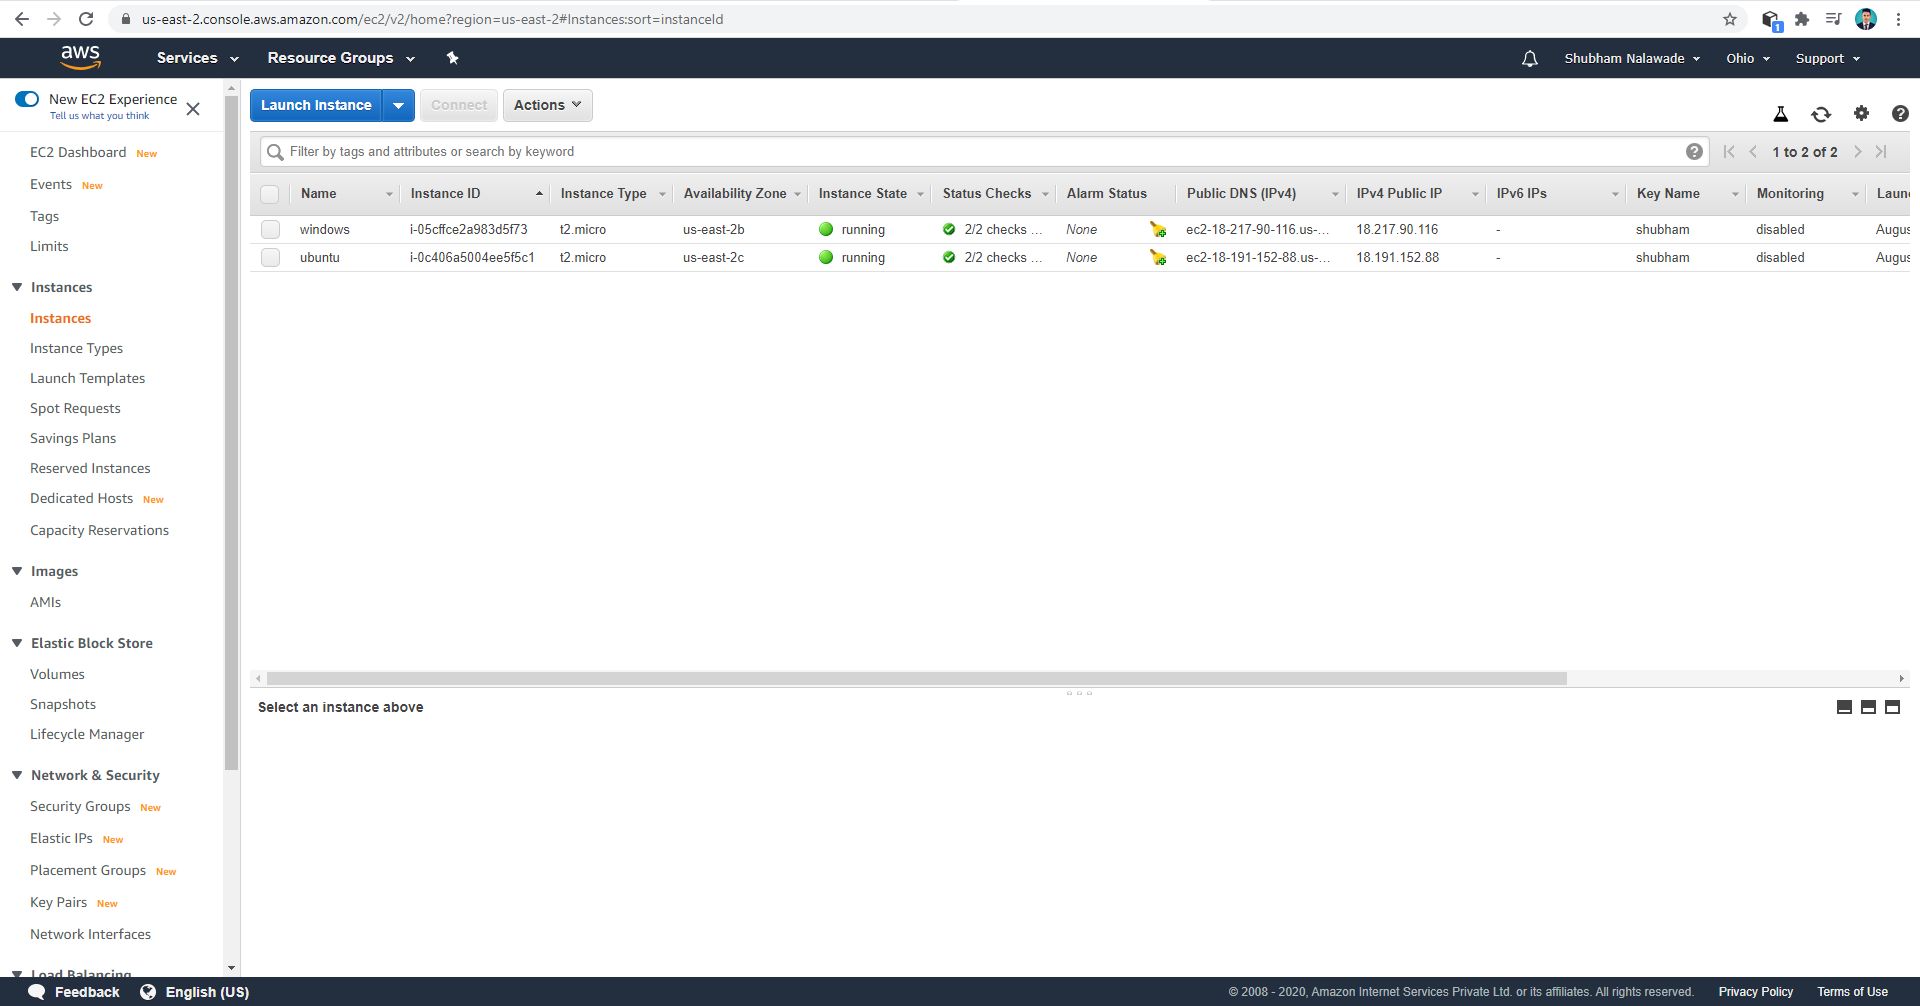 us-east-2.console.aws.amazon.com/ec2/v2/home?region=us-east-2#Instances:sort=instanceId
1
aws
Services
Resource Groups
Shubham Nalawade
Ohio
Support
New EC2 Experience
Tell us what you think
EC2 Dashboard New
Events New
Tags
Limits
Instances
Instances
Instance Types
Launch Templates
Spot Requests
Savings Plans
Reserved Instances
Dedicated Hosts New
Capacity Reservations
Images
AMIs
Elastic Block Store
Volumes
Snapshots
Lifecycle Manager
Network & Security
Security Groups New
Elastic IPs New
Placement Groups New
Key Pairs New
Network Interfaces
Load Balancing
Launch Instance
Connect
Actions
Filter by tags and attributes or search by keyword
1 to 2 of 2
Name Instance ID Instance Type Availability Zone Instance State Status Checks Alarm Status Public DNS (IPv4) IPv4 Public IP IPv6 IPs Key Name Monitoring Laun
windows i-05cffce2a983d5f73 t2.micro us-east-2b running 2/2 checks ... None ec2-18-217-90-116.us-... 18.217.90.116 - shubham disabled Augus
ubuntu i-0c406a5004ee5f5c1 t2.micro us-east-2c running 2/2 checks ... None ec2-18-191-152-88.us-... 18.191.152.88 - shubham disabled Augus
Select an instance above
Feedback
English (US)
© 2008 - 2020, Amazon Internet Services Private Ltd. or its affiliates. All rights reserved.
Privacy Policy
Terms of Use